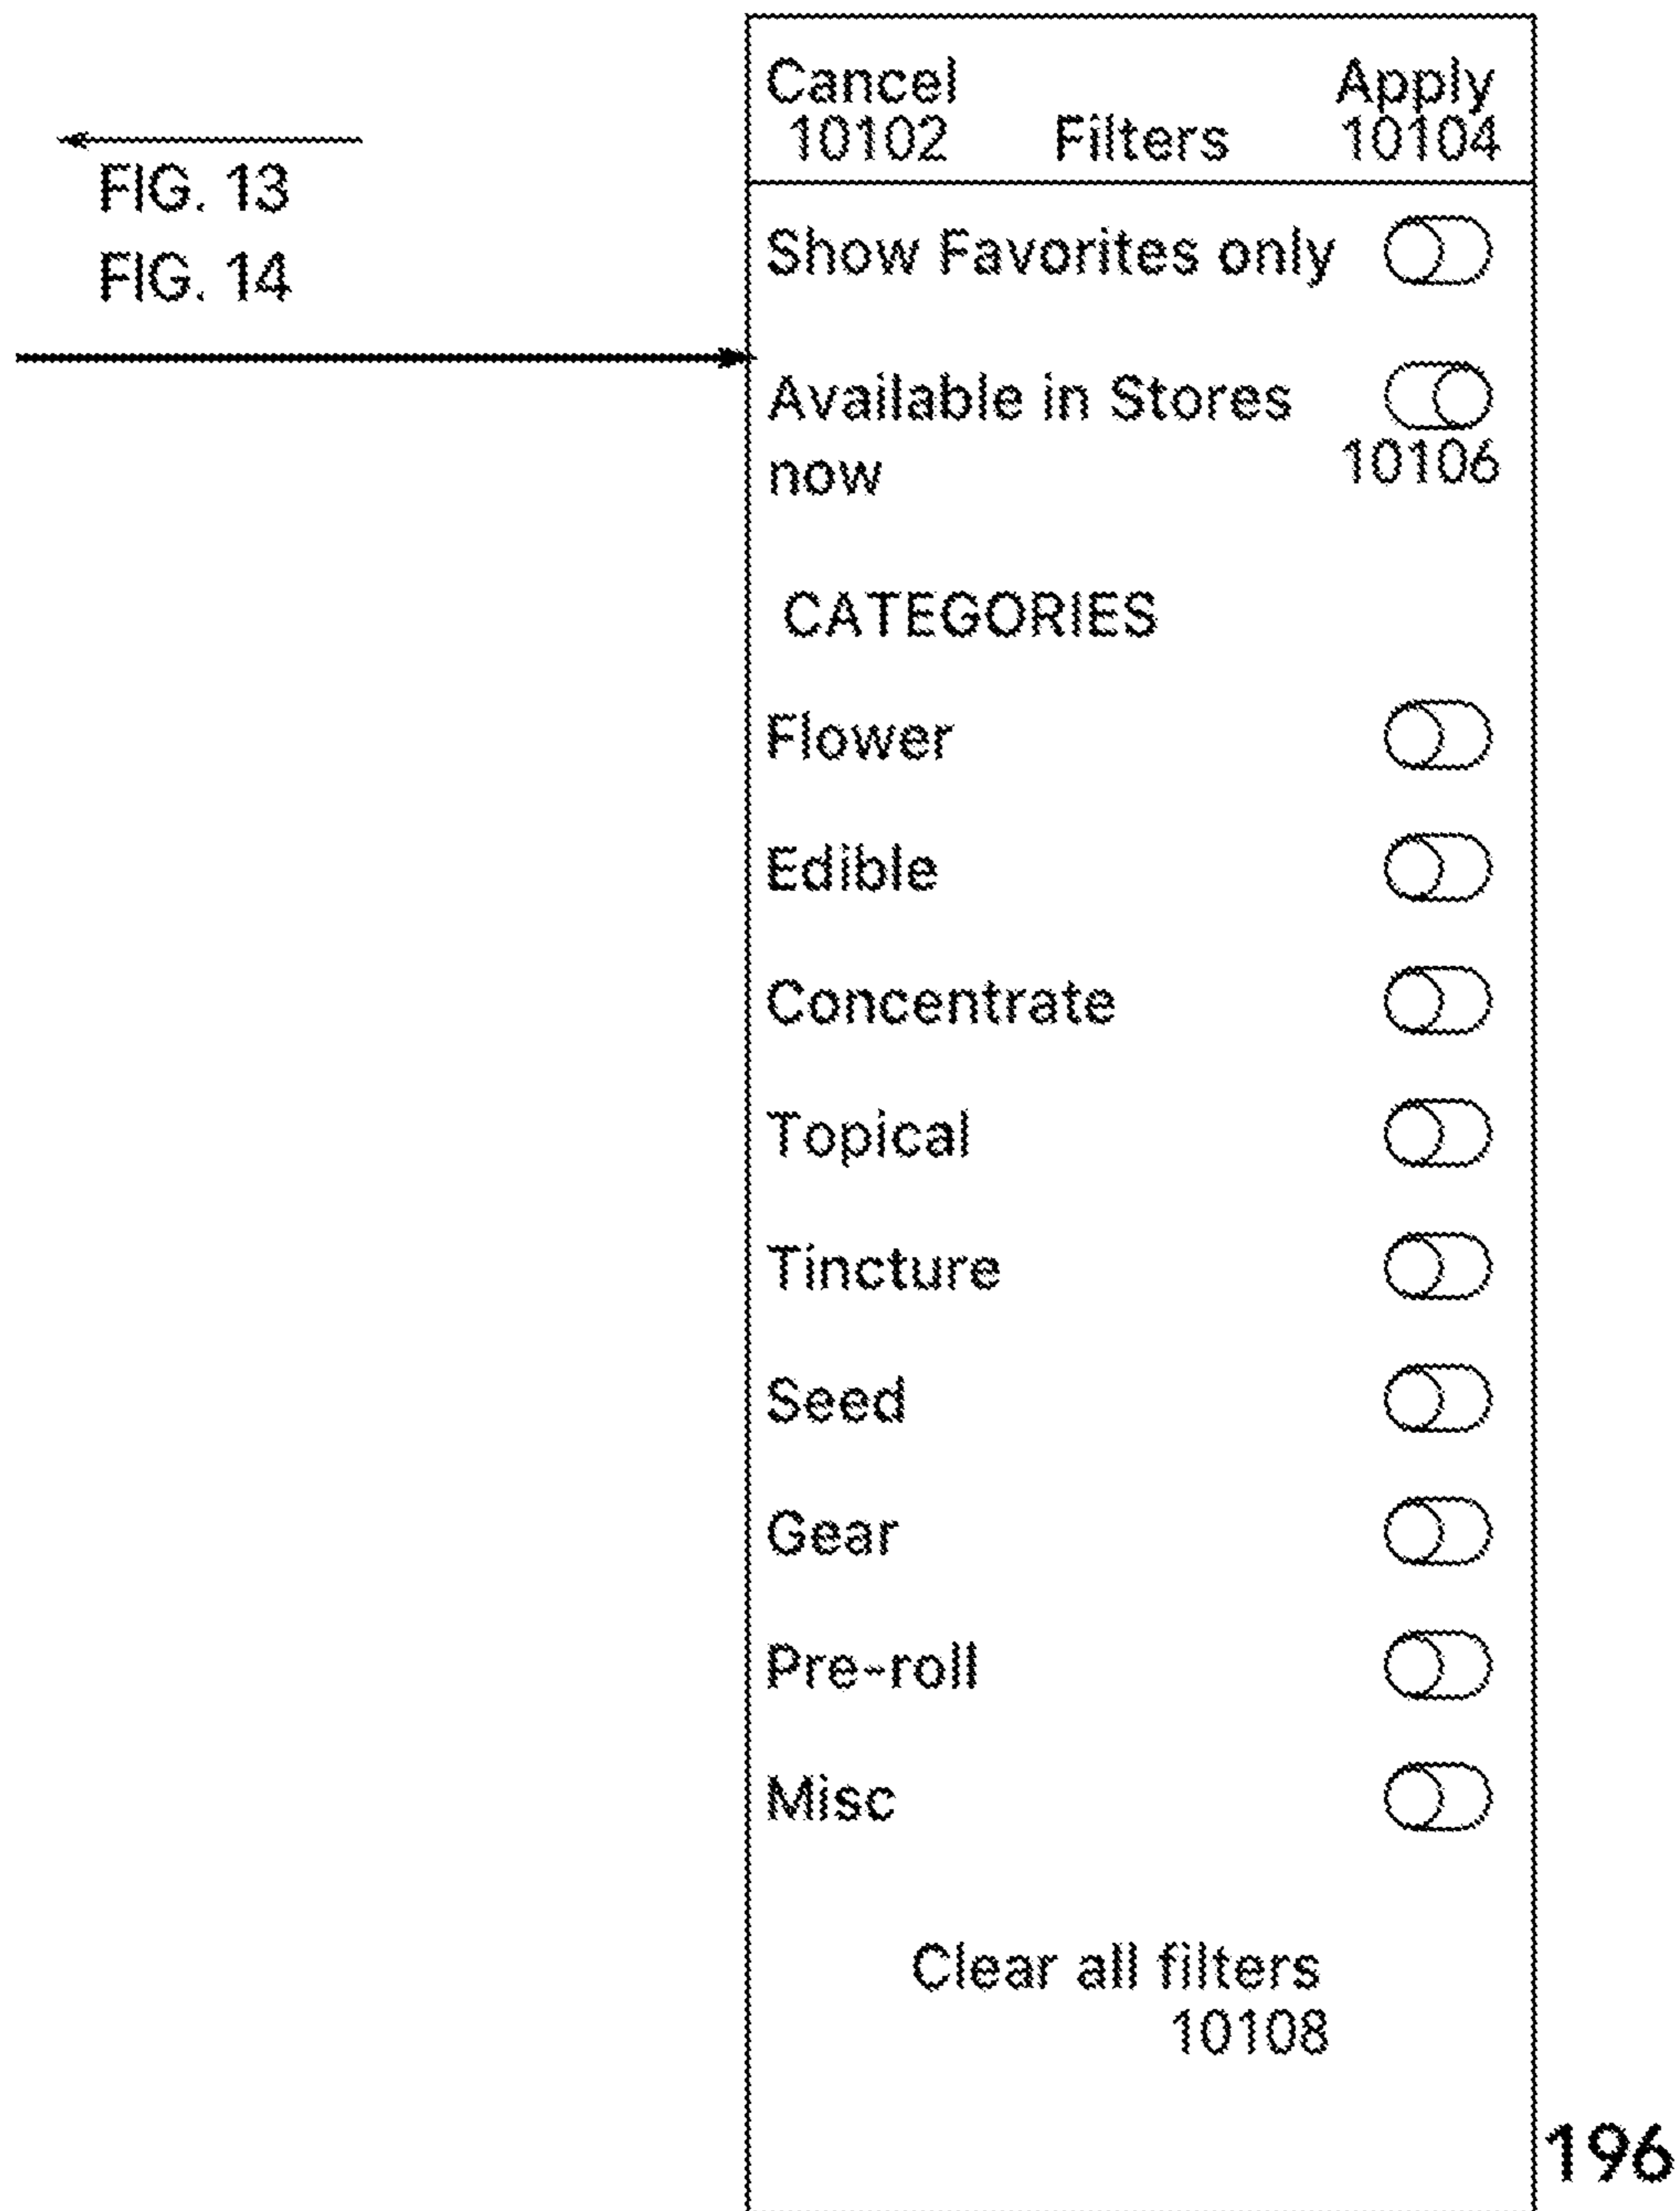 FIG. 13
FIG. 14
Cancel Apply
10102 Filters 10104
Show Favorites only
Available in Stores
now 10106
CATEGORIES
Flower
Edible
Concentrate
Topical
Tincture
Seed
Gear
Pre-roll
Misc
Clear all filters
10108
196